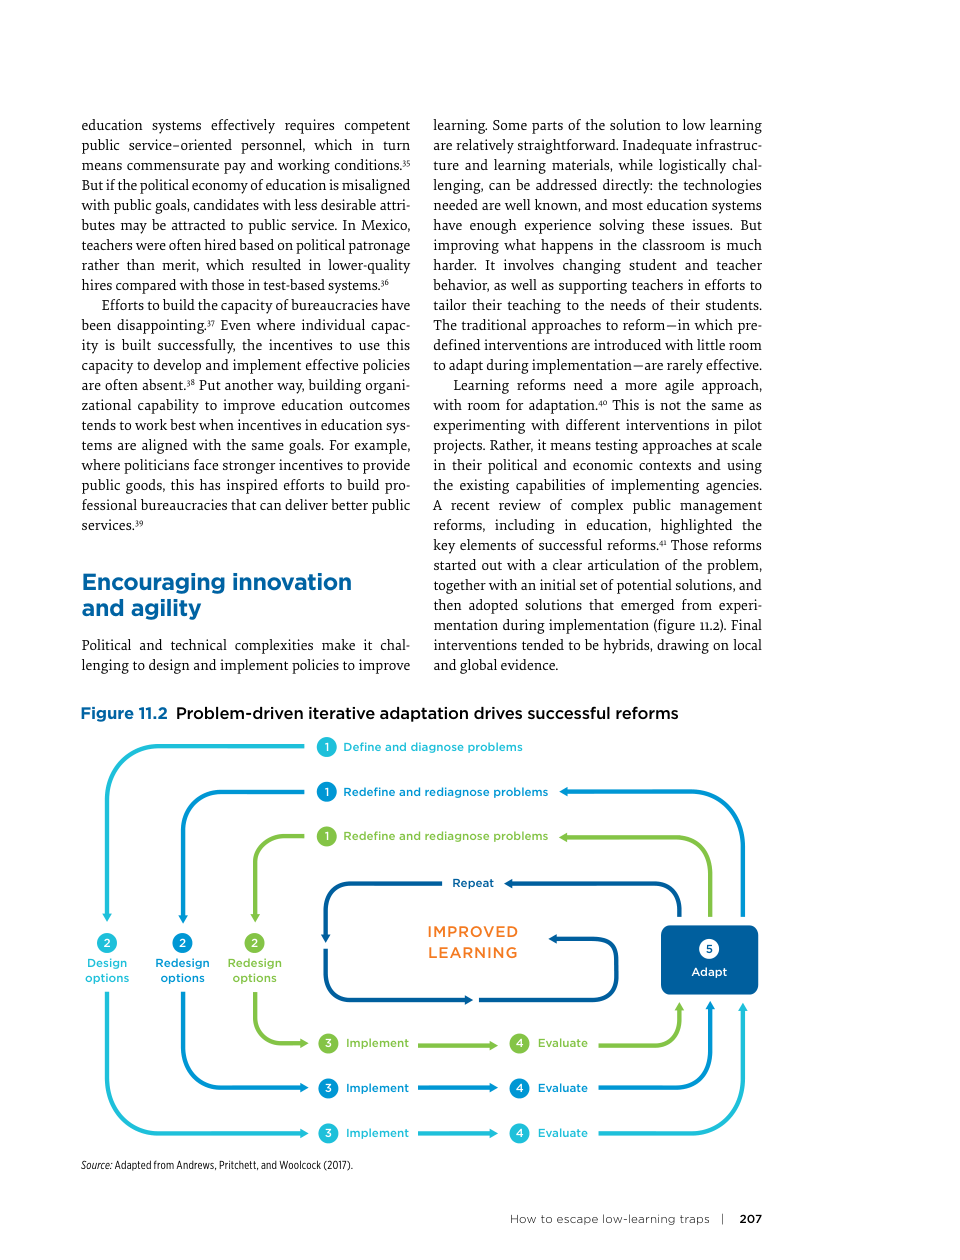 education systems effectively requires competent
public service–oriented personnel, which in turn
means commensurate pay and working conditions.35
But if the political economy of education is misaligned
with public goals, candidates with less desirable attri-
butes may be attracted to public service. In Mexico,
teachers were often hired based on political patronage
rather than merit, which resulted in lower-quality
hires compared with those in test-based systems.36
Efforts to build the capacity of bureaucracies have
been disappointing.37 Even where individual capac-
ity is built successfully, the incentives to use this
capacity to develop and implement effective policies
are often absent.38 Put another way, building organi-
zational capability to improve education outcomes
tends to work best when incentives in education sys-
tems are aligned with the same goals. For example,
where politicians face stronger incentives to provide
public goods, this has inspired efforts to build pro-
fessional bureaucracies that can deliver better public
services.39
Encouraging innovation
and agility
Political and technical complexities make it chal-
lenging to design and implement policies to improve
learning. Some parts of the solution to low learning
are relatively straightforward. Inadequate infrastruc-
ture and learning materials, while logistically chal-
lenging, can be addressed directly: the technologies
needed are well known, and most education systems
have enough experience solving these issues. But
improving what happens in the classroom is much
harder. It involves changing student and teacher
behavior, as well as supporting teachers in efforts to
tailor their teaching to the needs of their students.
The traditional approaches to reform—in which pre-
defined interventions are introduced with little room
to adapt during implementation—are rarely effective.
Learning reforms need a more agile approach,
with room for adaptation.40 This is not the same as
experimenting with different interventions in pilot
projects. Rather, it means testing approaches at scale
in their political and economic contexts and using
the existing capabilities of implementing agencies.
A recent review of complex public management
reforms, including in education, highlighted the
key elements of successful reforms.41 Those reforms
started out with a clear articulation of the problem,
together with an initial set of potential solutions, and
then adopted solutions that emerged from experi-
mentation during implementation (figure 11.2). Final
interventions tended to be hybrids, drawing on local
and global evidence.
Figure 11.2 Problem-driven iterative adaptation drives successful reforms
1 Define and diagnose problems
1 Redefine and rediagnose problems
1 Redefine and rediagnose problems
Repeat
IMPROVED
LEARNING
2
Design
options
2
Redesign
options
2
Redesign
options
5
Adapt
3 Implement
4 Evaluate
3 Implement
4 Evaluate
3 Implement
4 Evaluate
Source: Adapted from Andrews, Pritchett, and Woolcock (2017).
How to escape low-learning traps | 207